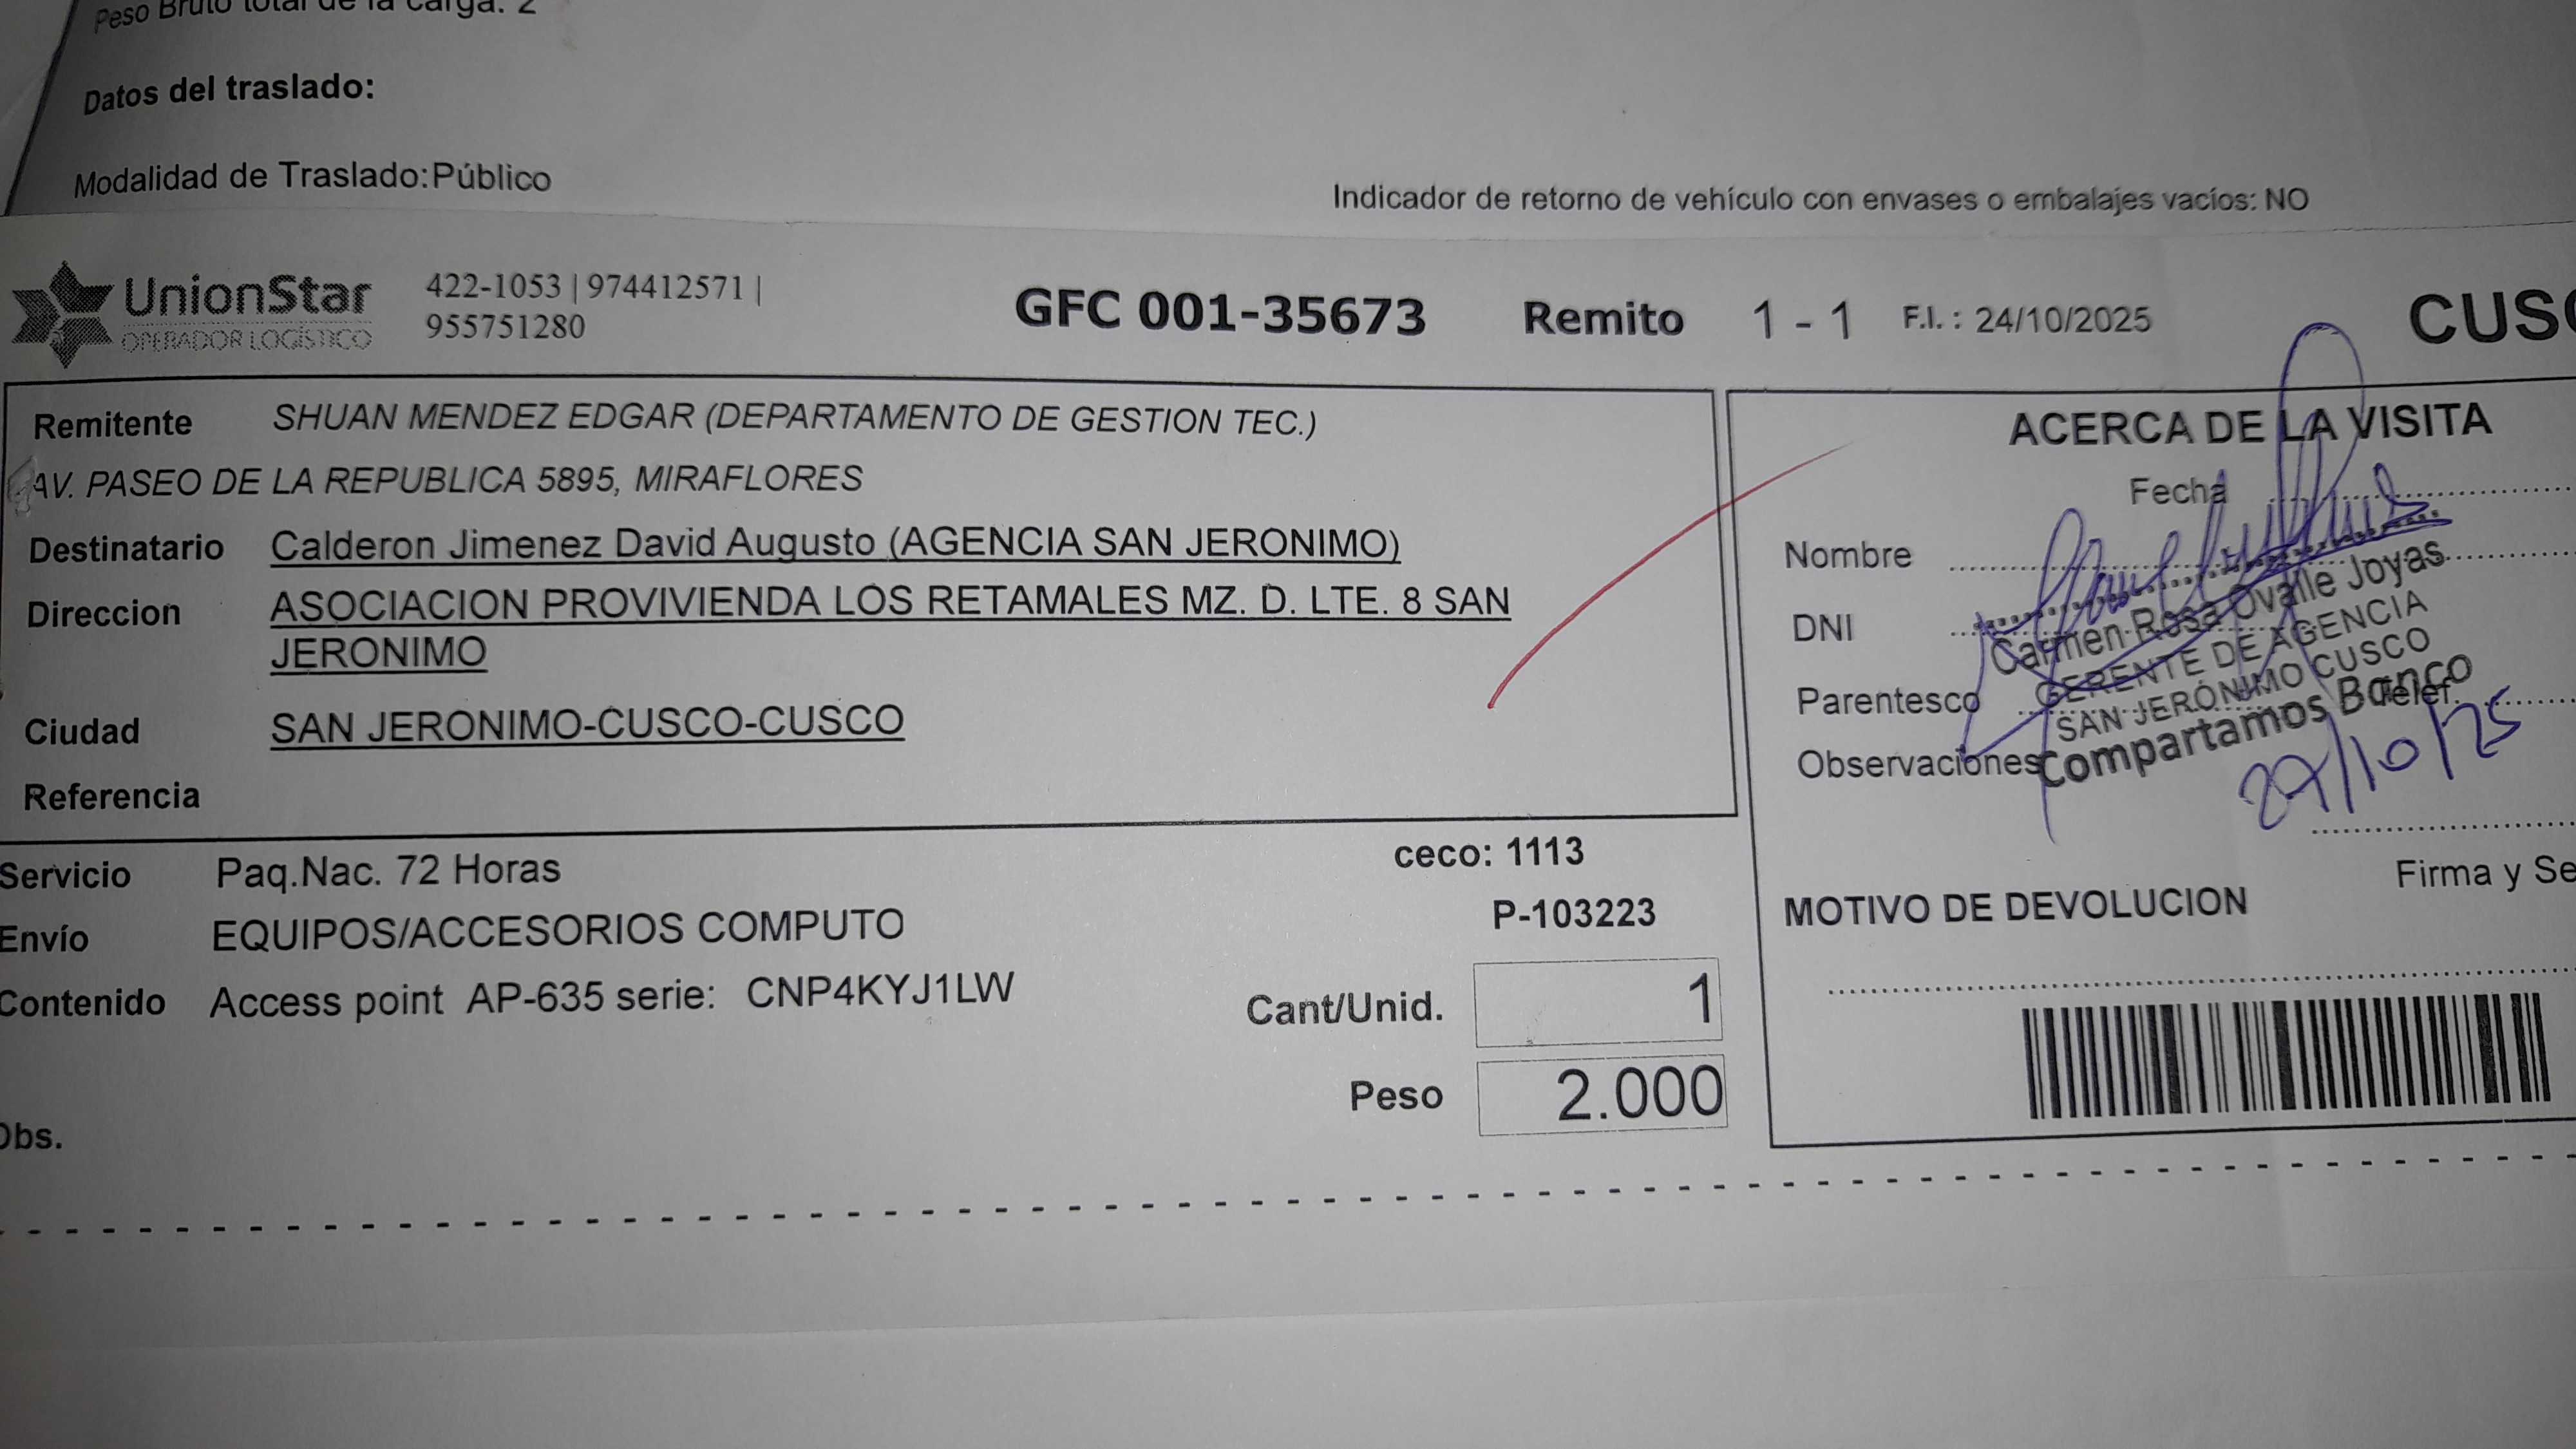 Peso Bruto total de la carga: 2
Datos del traslado:
Modalidad de Traslado:Público
Indicador de retorno de vehículo con envases o embalajes vacíos: NO
UnionStar
OPERADOR LOGÍSTICO
422-1053 | 974412571 |
955751280
GFC 001-35673 Remito 1 - 1 F.I. : 24/10/2025
Remitente SHUAN MENDEZ EDGAR (DEPARTAMENTO DE GESTION TEC.)
AV. PASEO DE LA REPUBLICA 5895, MIRAFLORES
Destinatario Calderon Jimenez David Augusto (AGENCIA SAN JERONIMO)
Direccion ASOCIACION PROVIVIENDA LOS RETAMALES MZ. D. LTE. 8 SAN
JERONIMO
Ciudad SAN JERONIMO-CUSCO-CUSCO
Referencia
Servicio Paq.Nac. 72 Horas
ceco: 1113
Envío EQUIPOS/ACCESORIOS COMPUTO
P-103223
Contenido Access point AP-635 serie: CNP4KYJ1LW
Cant/Unid. 1
Peso 2.000
Obs.
ACERCA DE LA VISITA
Fecha
Nombre
DNI
Parentesco
Telef.
Observaciones
Carmen Rosa Ovalle Joyas
GERENTE DE AGENCIA
SAN JERÓNIMO CUSCO
Compartamos Banco
Firma y
MOTIVO DE DEVOLUCION